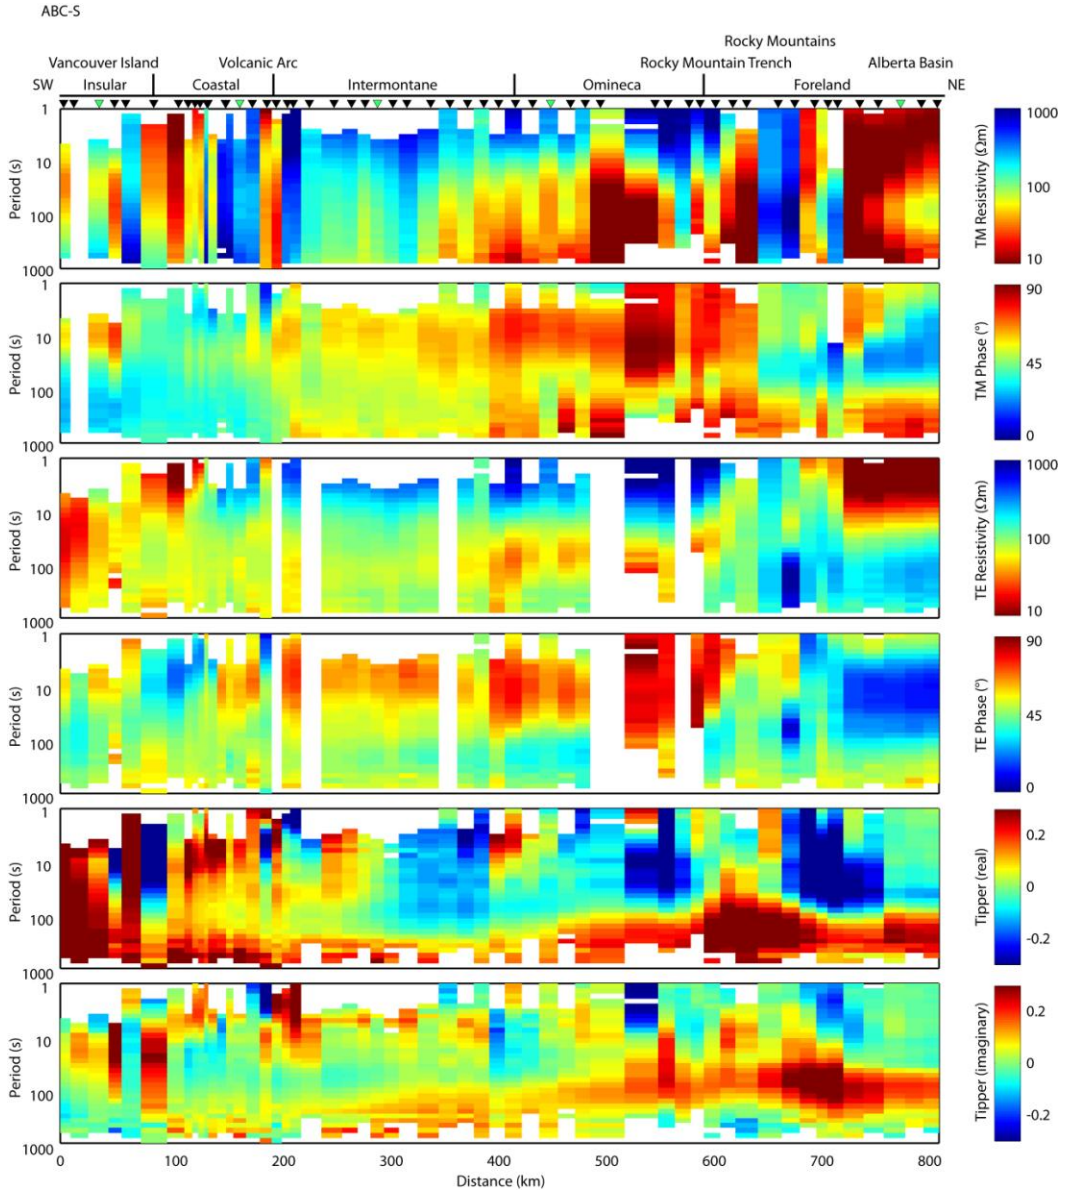 ABC-S
Rocky Mountains
Vancouver Island Volcanic Arc Rocky Mountain Trench Alberta Basin
SW Insular Coastal Intermontane Omineca Foreland NE
1
10
100
1000
Period (s)
1000
100
10
TM Resistivity (Ωm)
1
10
100
1000
Period (s)
90
45
0
TM Phase (°)
1
10
100
1000
Period (s)
1000
100
10
TE Resistivity (Ωm)
1
10
100
1000
Period (s)
90
45
0
TE Phase (°)
1
10
100
1000
Period (s)
0.2
0
-0.2
Tipper (real)
1
10
100
1000
Period (s)
0.2
0
-0.2
Tipper (imaginary)
0 100 200 300 400 500 600 700 800
Distance (km)